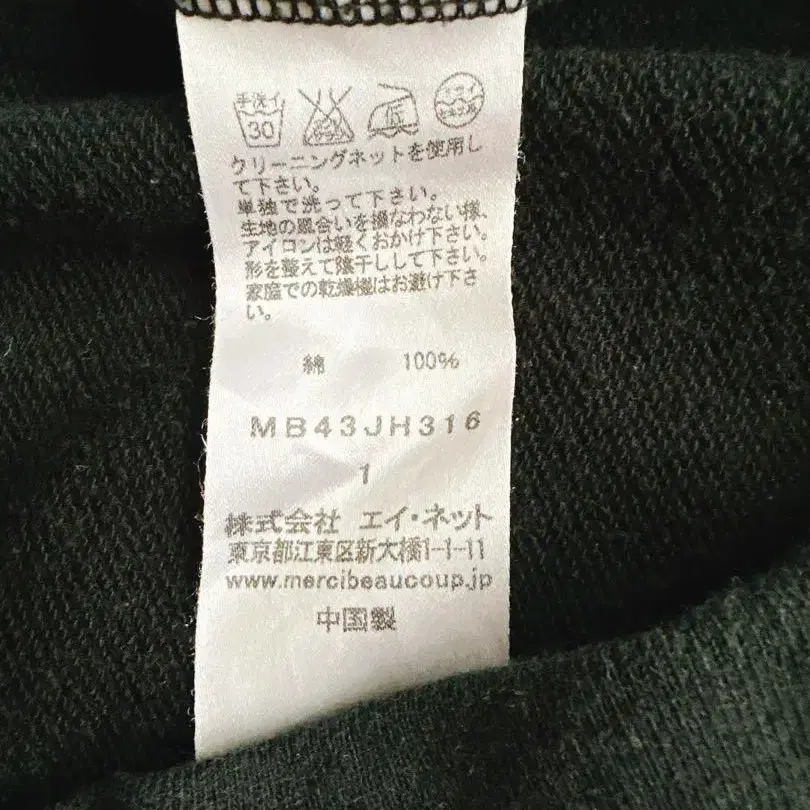 手洗イ
30
低
ドライ
クリーニングネットを使用し
て下さい。
単独で洗って下さい。
生地の風合いを損なわない様、
アイロンは軽くおかけ下さい。
形を整えて陰干しして下さい。
家庭での乾燥機はお避け下さ
い。
綿 100%
MB43JH316
1
株式会社 エイ・ネット
東京都江東区新大橋1-1-11
www.mercibeaucoup.jp
中国製